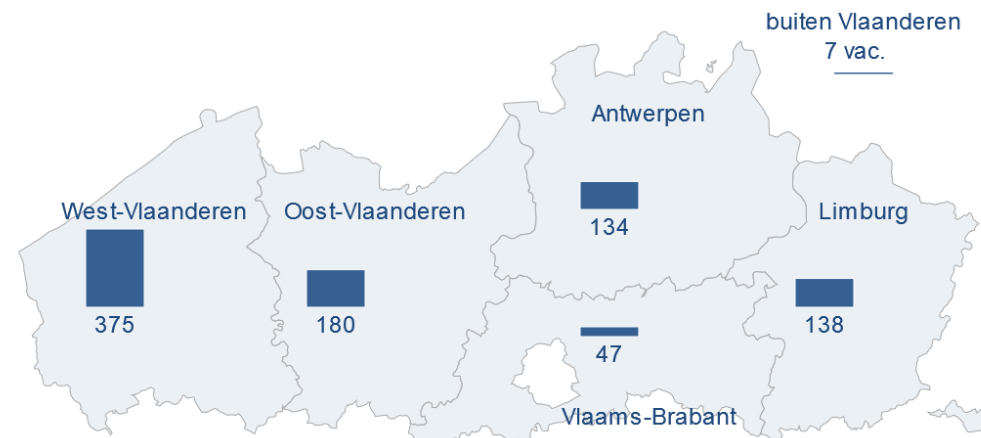 buiten Vlaanderen
7 vac.
Antwerpen
134
West-Vlaanderen
375
Oost-Vlaanderen
180
Limburg
138
47
Vlaams-Brabant